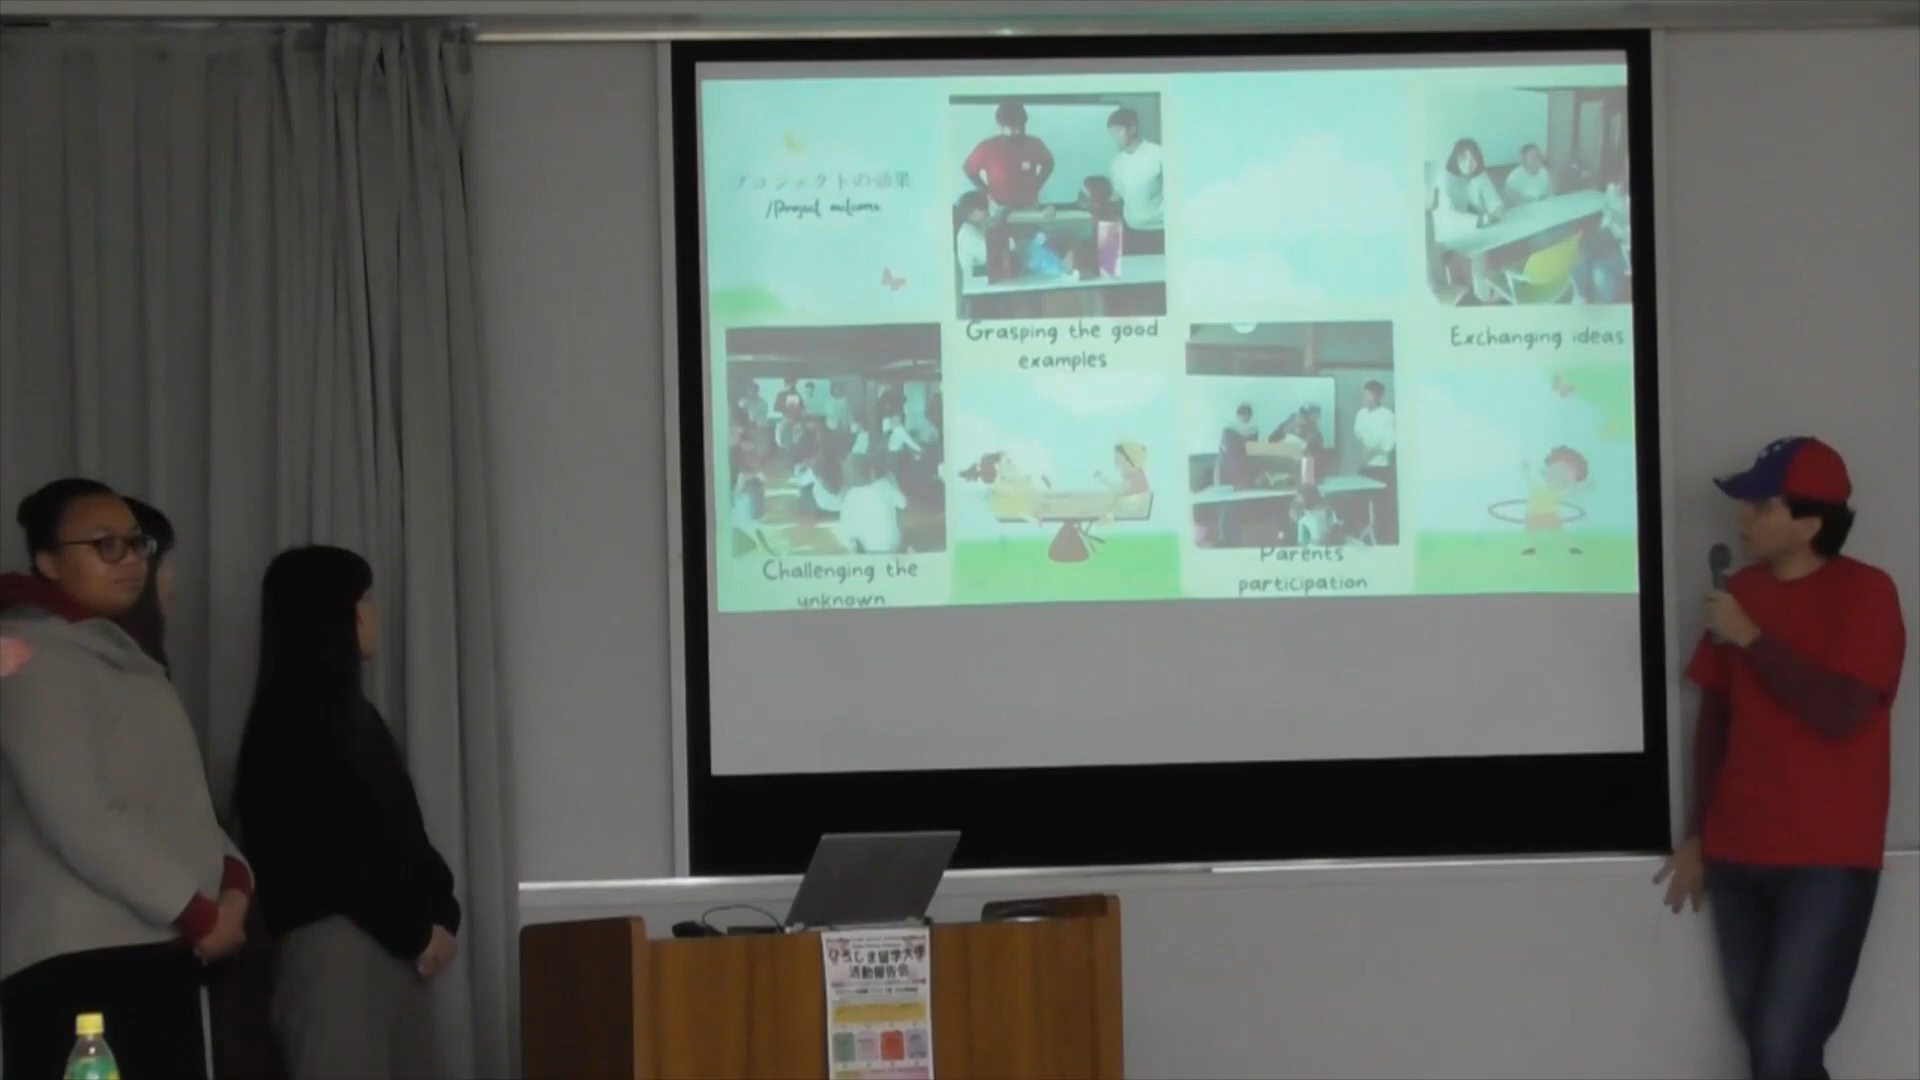 プロジェクトの効果
/Project outcome
Grasping the good
examples
Exchanging ideas
Challenging the
unknown
Parents
participation
ひろしま留学大学
活動報告会